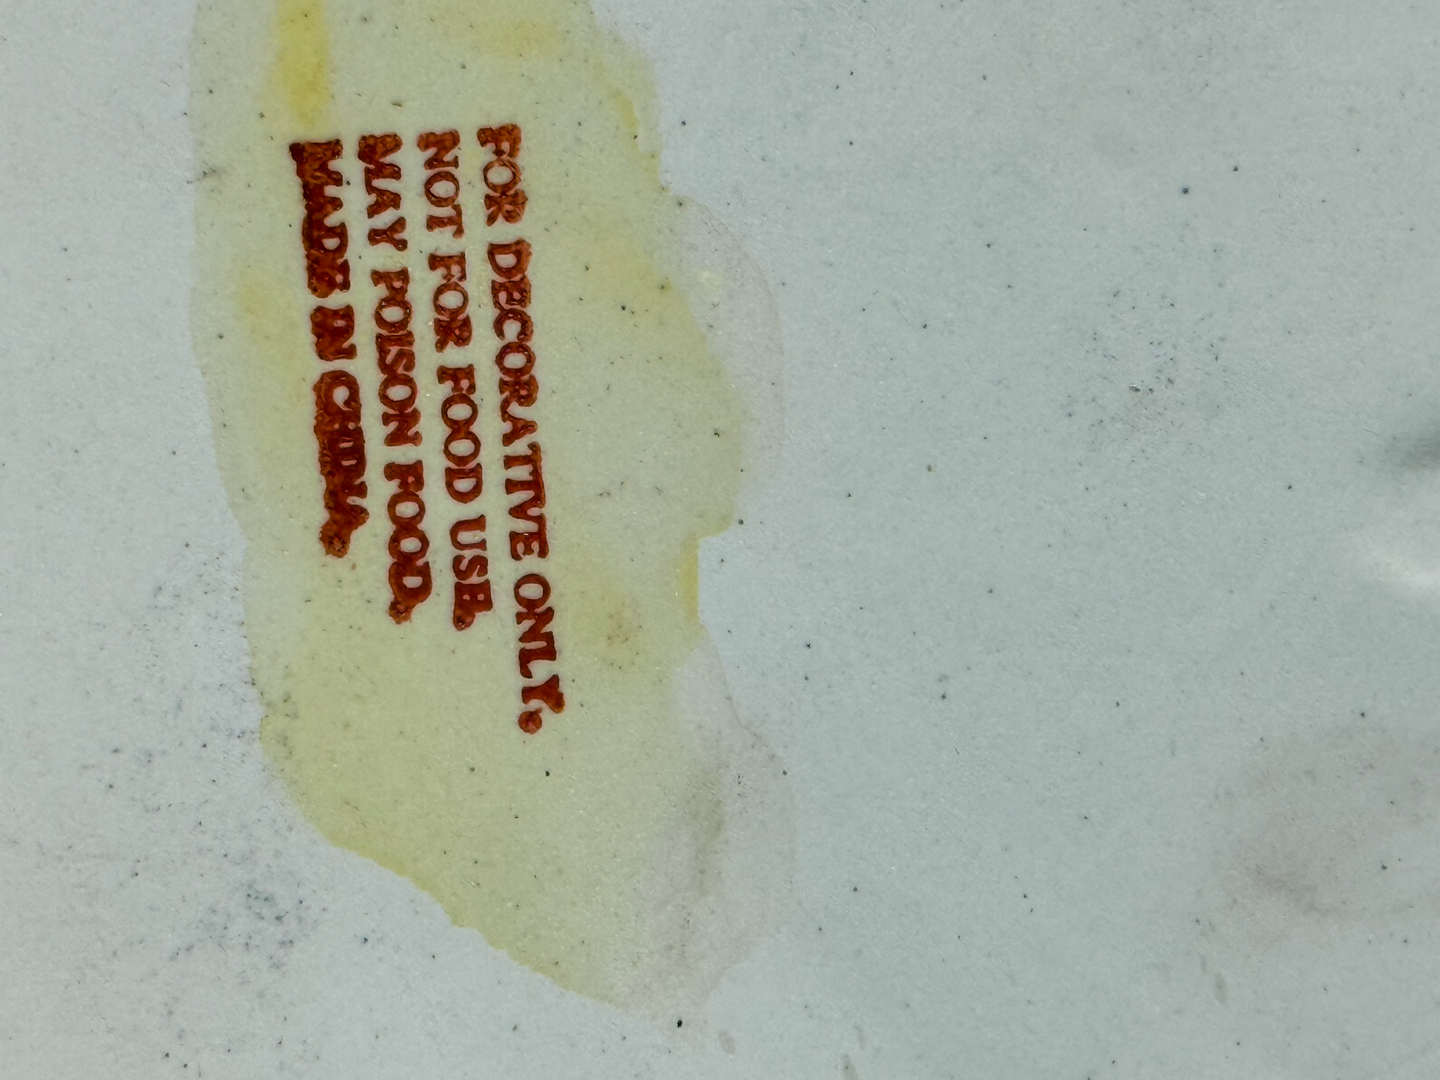 FOR DECORATIVE ONLY.
NOT FOR FOOD USE.
MAY POISON FOOD.
MADE IN CHINA.